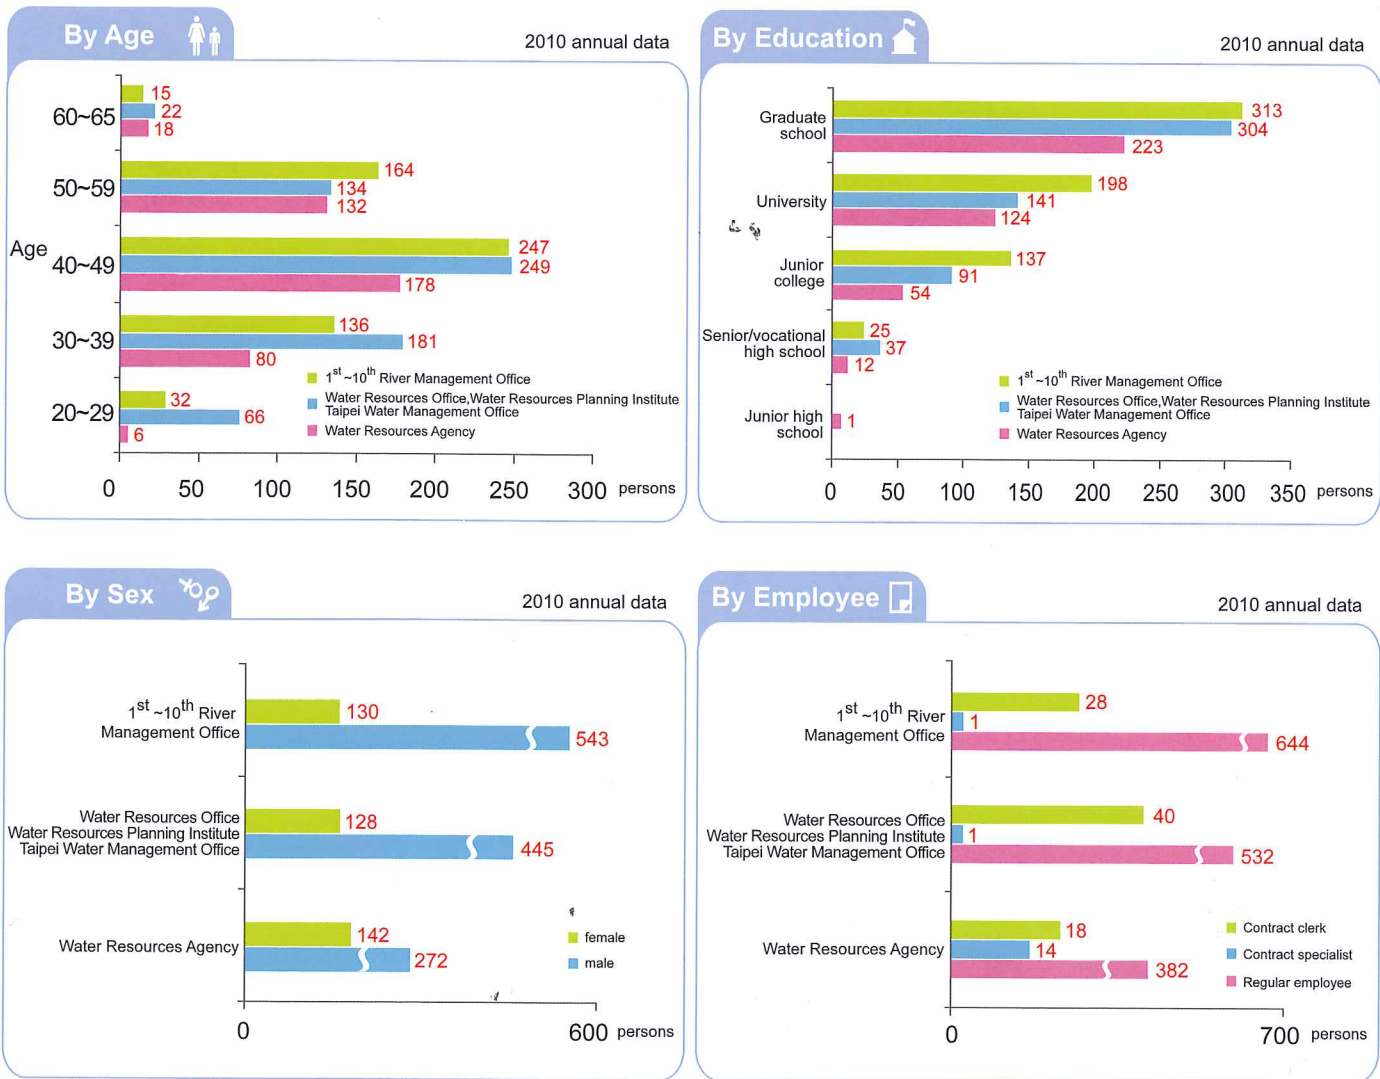 By Age
2010 annual data
60~65
15
22
18
50~59
164
134
132
Age
40~49
247
249
178
30~39
136
181
80
20~29
32
66
6
1st ~10th River Management Office
Water Resources Office,Water Resources Planning Institute
Taipei Water Management Office
Water Resources Agency
0 50 100 150 200 250 300 persons
By Education
2010 annual data
Graduate
school
313
304
223
University
198
141
124
Junior
college
137
91
54
Senior/vocational
high school
25
37
12
Junior high
school
1
1st ~10th River Management Office
Water Resources Office,Water Resources Planning Institute
Taipei Water Management Office
Water Resources Agency
0 50 100 150 200 250 300 350 persons
By Sex
2010 annual data
1st ~10th River
Management Office
130
543
Water Resources Office
Water Resources Planning Institute
Taipei Water Management Office
128
445
Water Resources Agency
142
272
female
male
0 600 persons
By Employee
2010 annual data
1st ~10th River
Management Office
28
1
644
Water Resources Office
Water Resources Planning Institute
Taipei Water Management Office
40
1
532
Water Resources Agency
18
14
382
Contract clerk
Contract specialist
Regular employee
0 700 persons